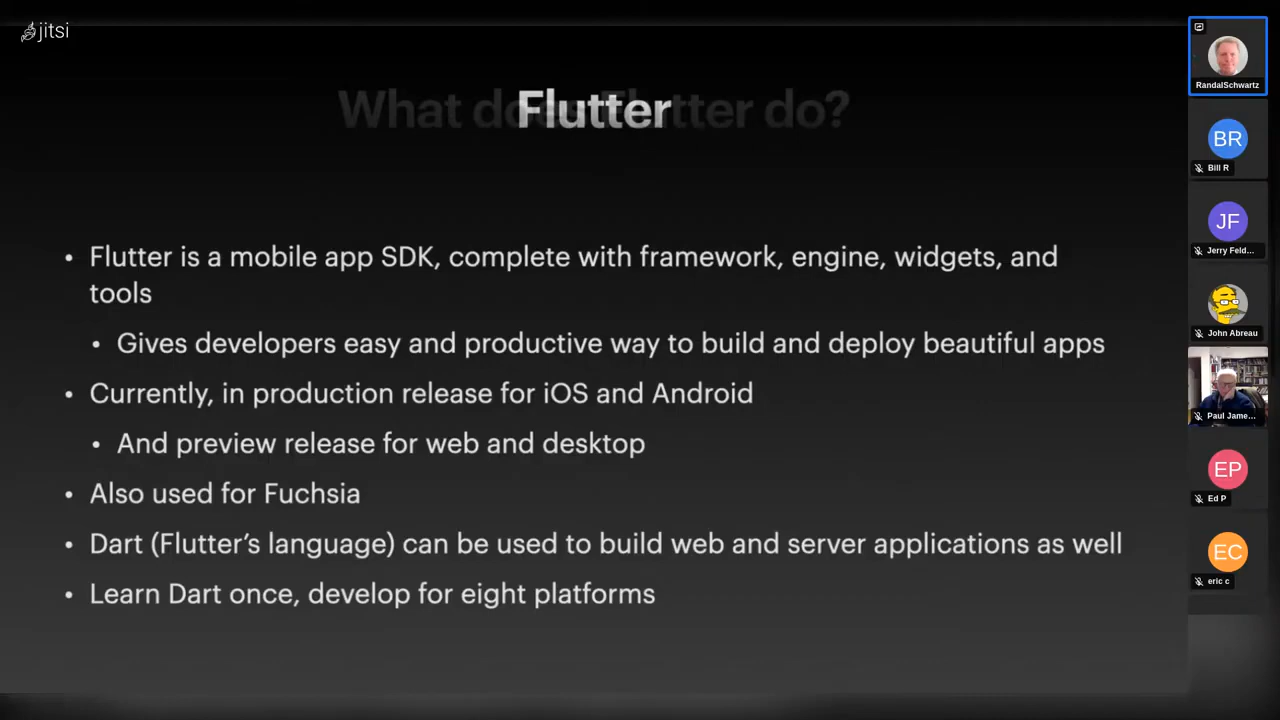 jitsi
What does Flutter do?
Flutter
• Flutter is a mobile app SDK, complete with framework, engine, widgets, and
tools
• Gives developers easy and productive way to build and deploy beautiful apps
• Currently, in production release for iOS and Android
• And preview release for web and desktop
• Also used for Fuchsia
• Dart (Flutter’s language) can be used to build web and server applications as well
• Learn Dart once, develop for eight platforms
RandalSchwartz
BR
Bill R
JF
Jerry Feld...
John Abreau
Paul Jame...
EP
Ed P
EC
eric c